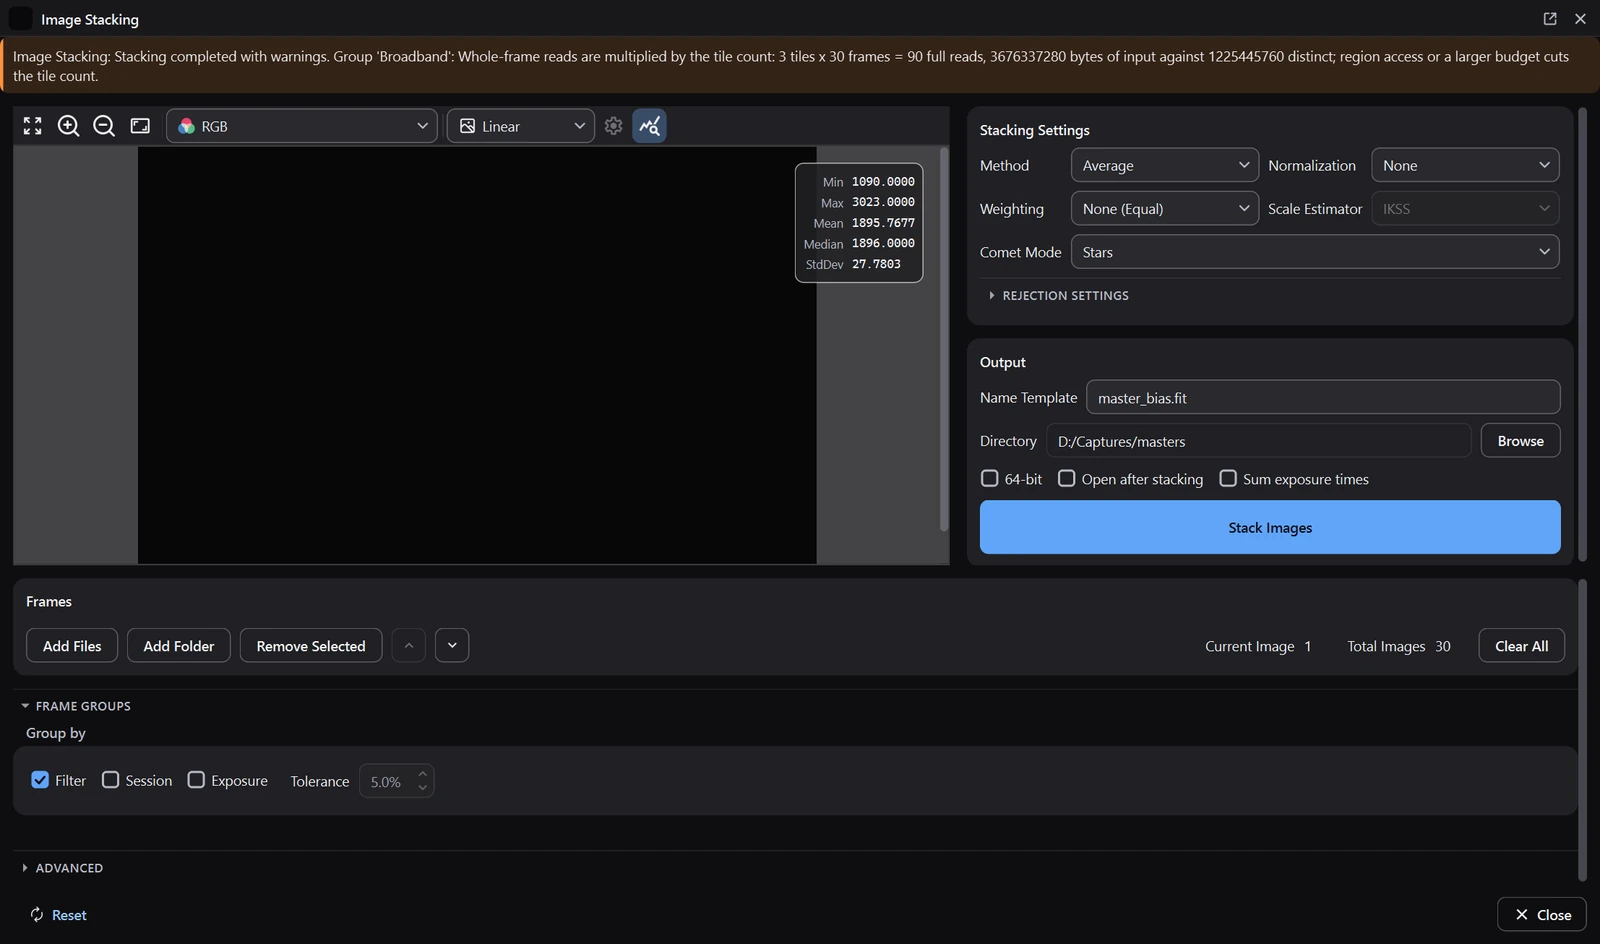 Image Stacking
Image Stacking: Stacking completed with warnings. Group 'Broadband': Whole-frame reads are multiplied by the tile count: 3 tiles x 30 frames = 90 full reads, 3676337280 bytes of input against 1225445760 distinct; region access or a larger budget cuts
the tile count.
RGB
Linear
Min 1090.0000
Max 3023.0000
Mean 1895.7677
Median 1896.0000
StdDev 27.7803
Stacking Settings
Method Average Normalization None
Weighting None (Equal) Scale Estimator IKSS
Comet Mode Stars
REJECTION SETTINGS
Output
Name Template master_bias.fit
Directory D:/Captures/masters Browse
64-bit Open after stacking Sum exposure times
Stack Images
Frames
Add Files Add Folder Remove Selected Current Image 1 Total Images 30 Clear All
FRAME GROUPS
Group by
Filter Session Exposure Tolerance 5.0%
ADVANCED
Reset
Close